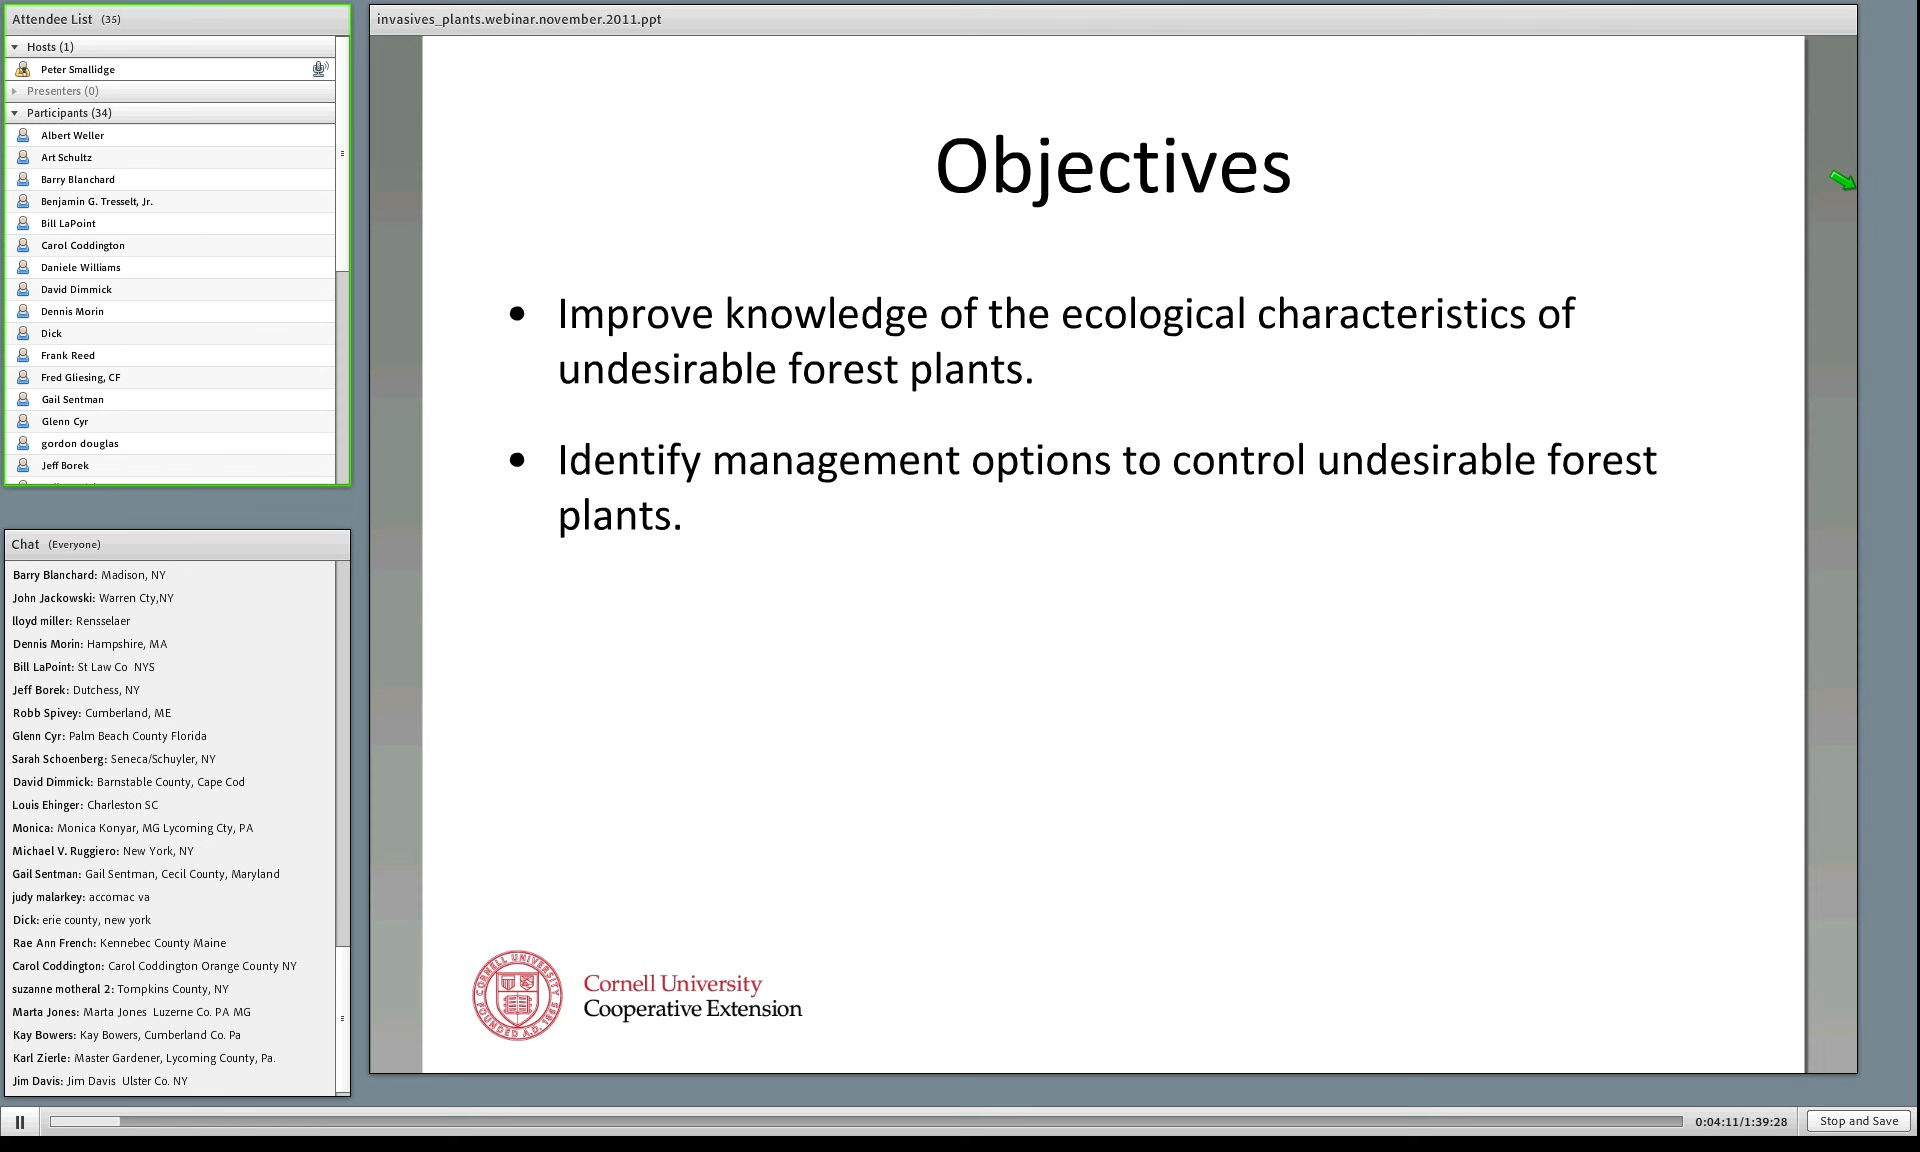 Attendee List (35)
Hosts (1)
Peter Smallidge
Presenters (0)
Participants (34)
Albert Weller
Art Schultz
Barry Blanchard
Benjamin G. Tresselt, Jr.
Bill LaPoint
Carol Coddington
Daniele Williams
David Dimmick
Dennis Morin
Dick
Frank Reed
Fred Gliesing, CF
Gail Sentman
Glenn Cyr
gordon douglas
Jeff Borek
Chat (Everyone)
Barry Blanchard: Madison, NY
John Jackowski: Warren Cty,NY
lloyd miller: Rensselaer
Dennis Morin: Hampshire, MA
Bill LaPoint: St Law Co NYS
Jeff Borek: Dutchess, NY
Robb Spivey: Cumberland, ME
Glenn Cyr: Palm Beach County Florida
Sarah Schoenberg: Seneca/Schuyler, NY
David Dimmick: Barnstable County, Cape Cod
Louis Ehinger: Charleston SC
Monica: Monica Konyar, MG Lycoming Cty, PA
Michael V. Ruggiero: New York, NY
Gail Sentman: Gail Sentman, Cecil County, Maryland
judy malarkey: accomac va
Dick: erie county, new york
Rae Ann French: Kennebec County Maine
Carol Coddington: Carol Coddington Orange County NY
suzanne motheral 2: Tompkins County, NY
Marta Jones: Marta Jones Luzerne Co. PA MG
Kay Bowers: Kay Bowers, Cumberland Co. Pa
Karl Zierle: Master Gardener, Lycoming County, Pa.
Jim Davis: Jim Davis Ulster Co. NY
invasives_plants.webinar.november.2011.ppt
Objectives
• Improve knowledge of the ecological characteristics of
undesirable forest plants.
• Identify management options to control undesirable forest
plants.
CORNELL UNIVERSITY
FOUNDED A.D. 1865
Cornell University
Cooperative Extension
0:04:11/1:39:28
Stop and Save